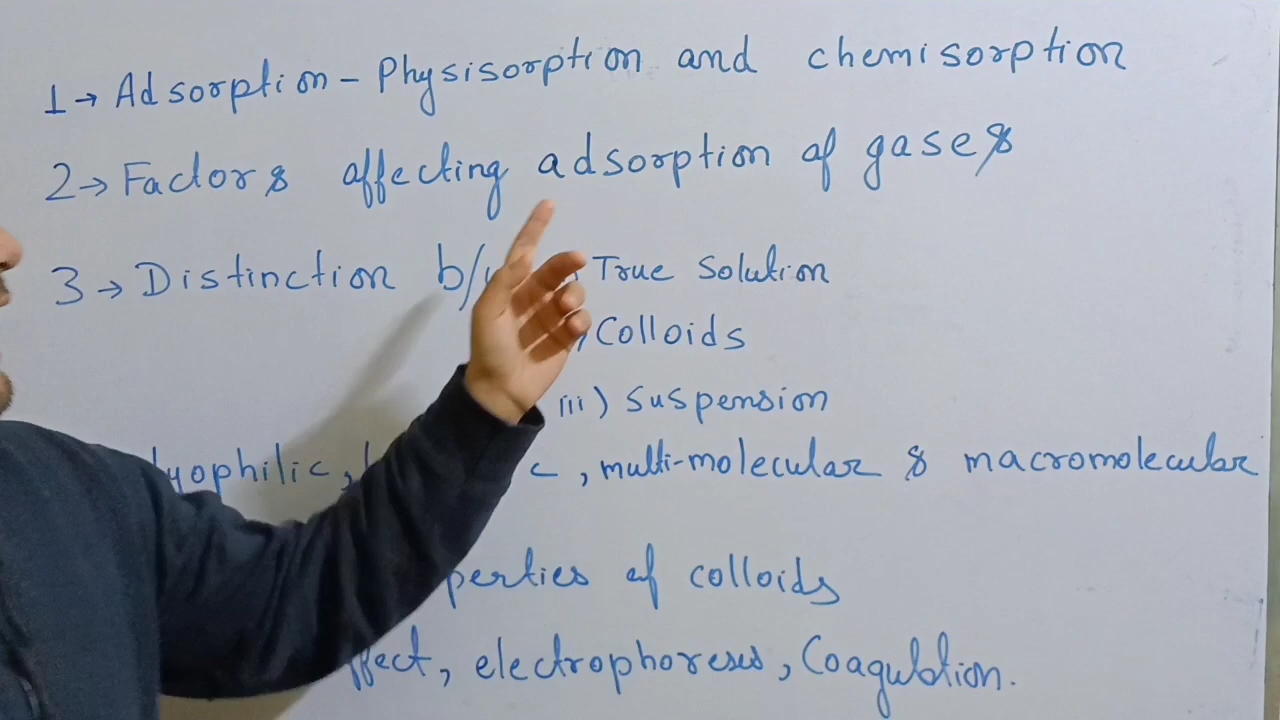 1→ Adsorption - Physisorption and chemisorption
2→ Factors affecting adsorption of gases
3→ Distinction b/ True Solution
Colloids
iii) Suspension
lyophilic, , multi-molecular & macromolecular
perties of colloids
ffect, electrophoresis, Coagulation.